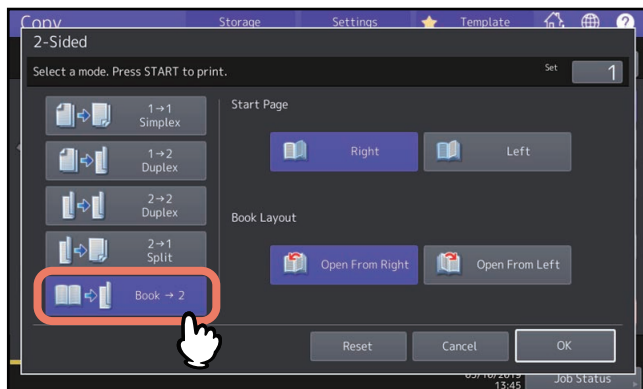 Copy Storage Settings Template ?
2-Sided
Select a mode. Press START to print. Set 1
1→1
Simplex
1→2
Duplex
2→2
Duplex
2→1
Split
Book → 2
Start Page
Right Left
Book Layout
Open From Right Open From Left
Reset Cancel OK
13:45 Job Status